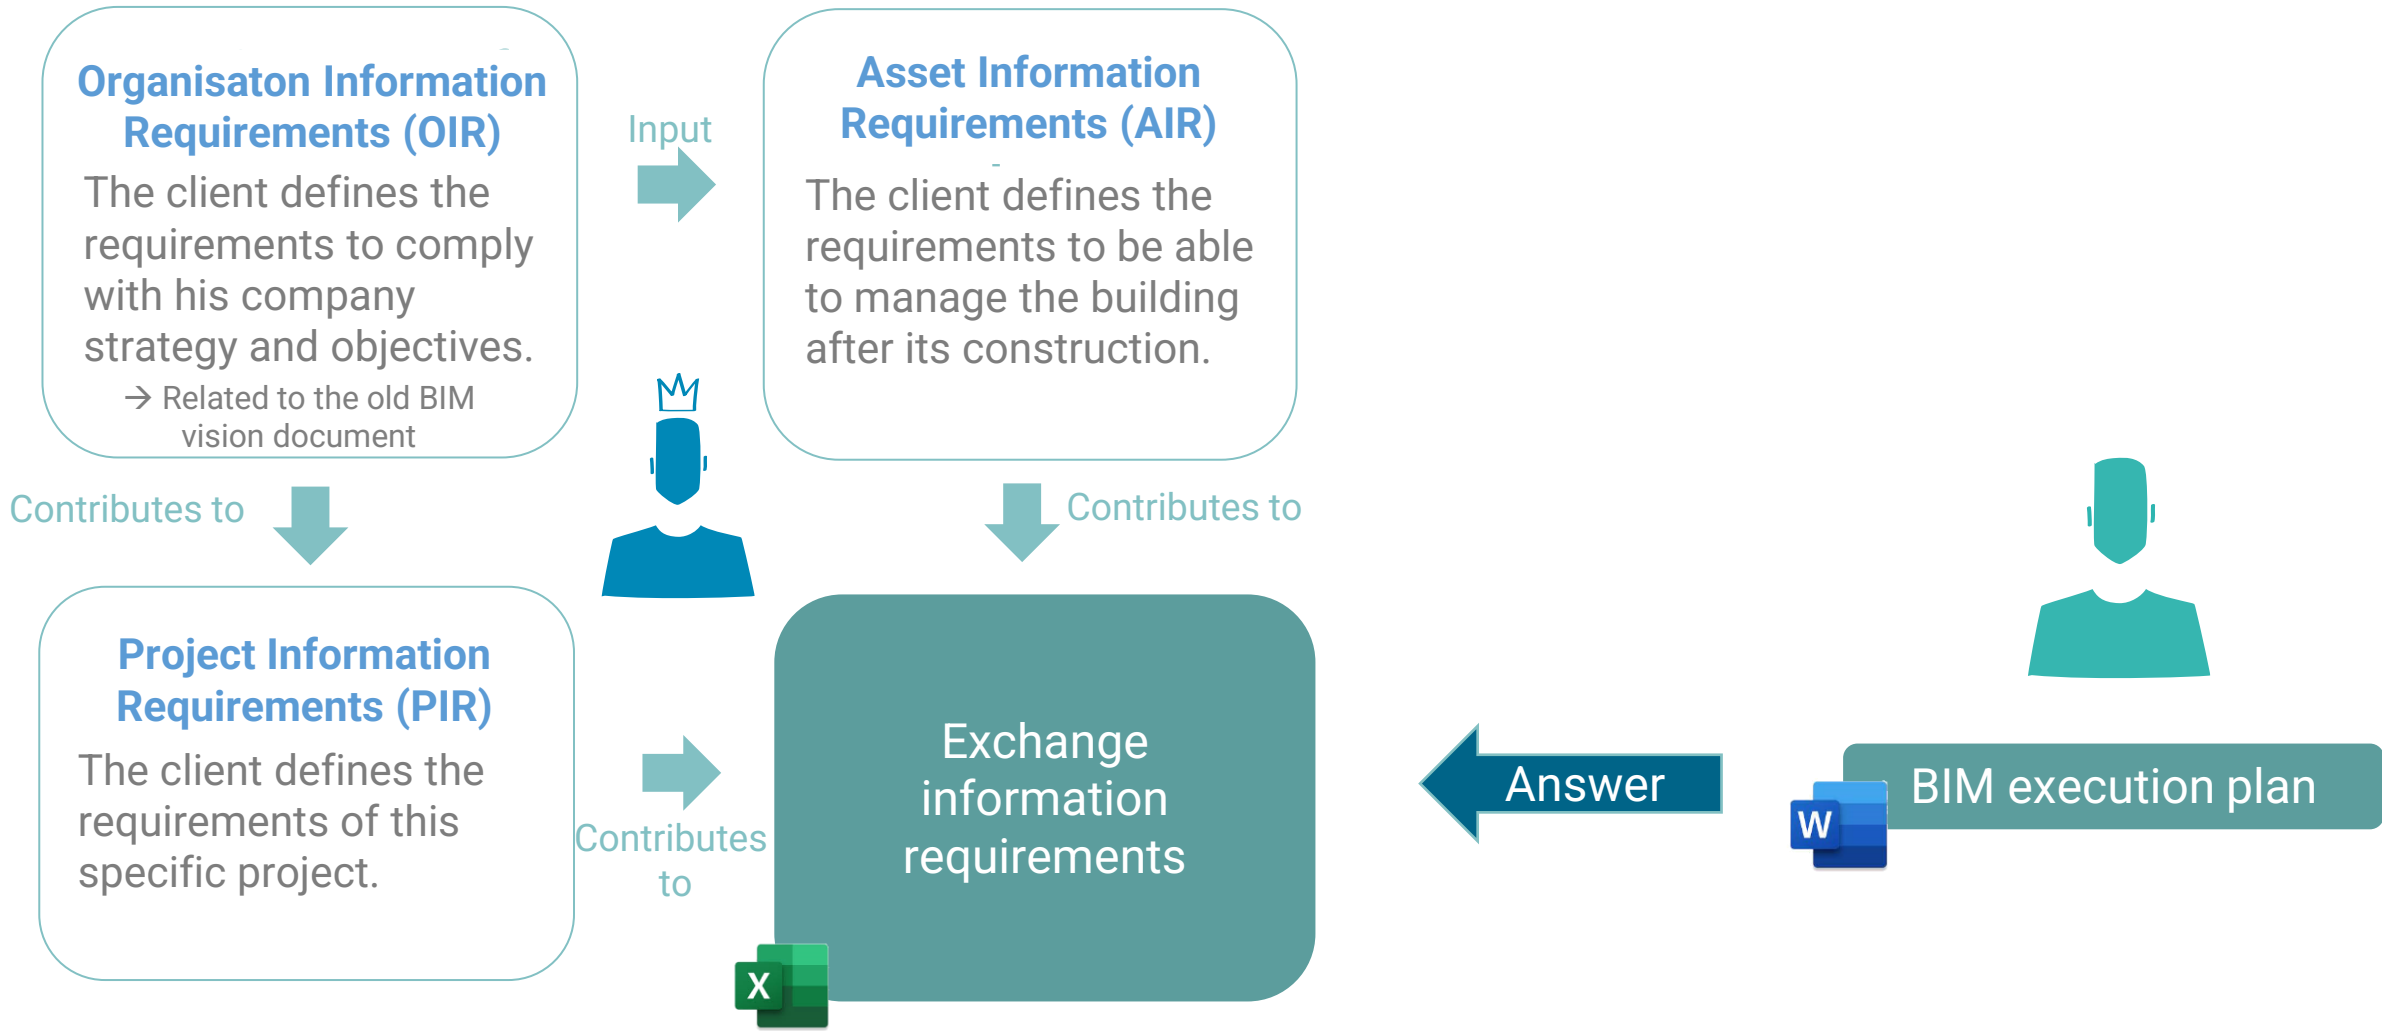 Organisaton Information
Requirements (OIR)
The client defines the
requirements to comply
with his company
strategy and objectives.
→ Related to the old BIM
vision document
Input
Asset Information
Requirements (AIR)
The client defines the
requirements to be able
to manage the building
after its construction.
Contributes to
Contributes to
Project Information
Requirements (PIR)
The client defines the
requirements of this
specific project.
Contributes
to
Exchange
information
requirements
X
Answer
W
BIM execution plan